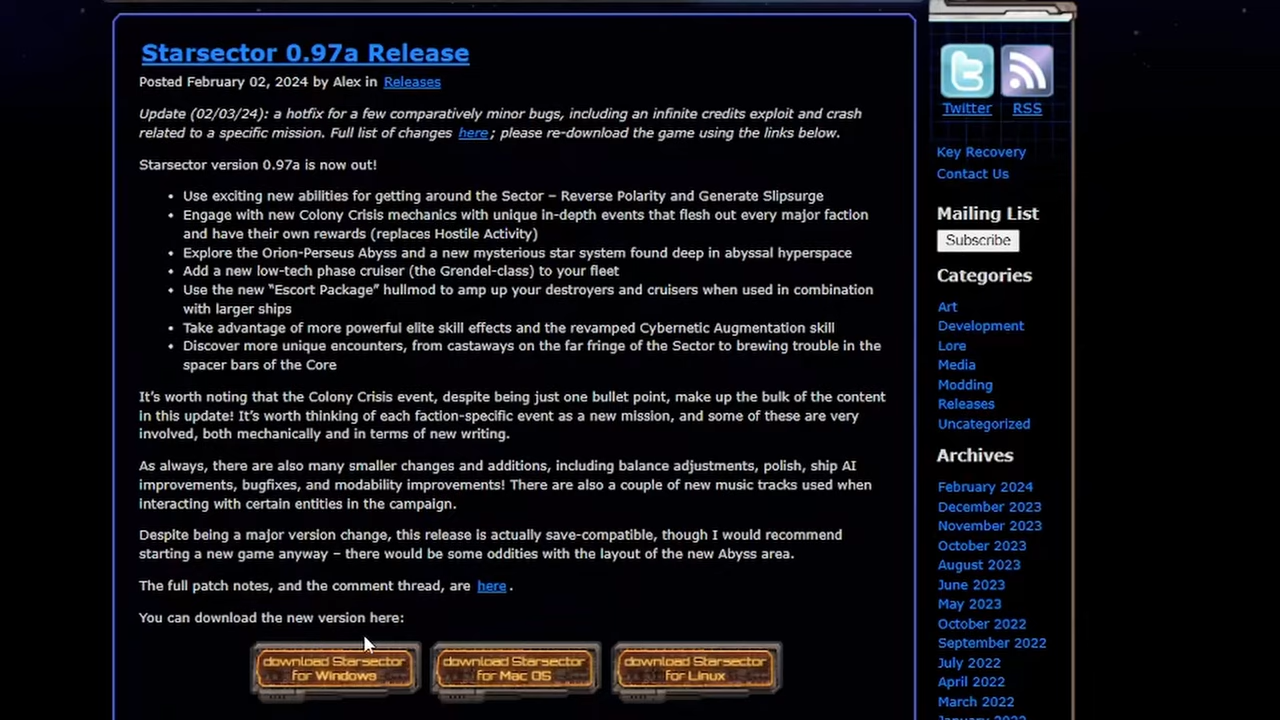 Starsector 0.97a Release
Posted February 02, 2024 by Alex in Releases
Update (02/03/24): a hotfix for a few comparatively minor bugs, including an infinite credits exploit and crash
related to a specific mission. Full list of changes here; please re-download the game using the links below.
Starsector version 0.97a is now out!
• Use exciting new abilities for getting around the Sector – Reverse Polarity and Generate Slipsurge
• Engage with new Colony Crisis mechanics with unique in-depth events that flesh out every major faction
and have their own rewards (replaces Hostile Activity)
• Explore the Orion-Perseus Abyss and a new mysterious star system found deep in abyssal hyperspace
• Add a new low-tech phase cruiser (the Grendel-class) to your fleet
• Use the new “Escort Package” hullmod to amp up your destroyers and cruisers when used in combination
with larger ships
• Take advantage of more powerful elite skill effects and the revamped Cybernetic Augmentation skill
• Discover more unique encounters, from castaways on the far fringe of the Sector to brewing trouble in the
spacer bars of the Core
It’s worth noting that the Colony Crisis event, despite being just one bullet point, make up the bulk of the content
in this update! It’s worth thinking of each faction-specific event as a new mission, and some of these are very
involved, both mechanically and in terms of new writing.
As always, there are also many smaller changes and additions, including balance adjustments, polish, ship AI
improvements, bugfixes, and modability improvements! There are also a couple of new music tracks used when
interacting with certain entities in the campaign.
Despite being a major version change, this release is actually save-compatible, though I would recommend
starting a new game anyway – there would be some oddities with the layout of the new Abyss area.
The full patch notes, and the comment thread, are here.
You can download the new version here:
download Starsector
for Windows
download Starsector
for Mac OS
download Starsector
for Linux
Twitter
RSS
Key Recovery
Contact Us
Mailing List
Subscribe
Categories
Art
Development
Lore
Media
Modding
Releases
Uncategorized
Archives
February 2024
December 2023
November 2023
October 2023
August 2023
June 2023
May 2023
October 2022
September 2022
July 2022
April 2022
March 2022